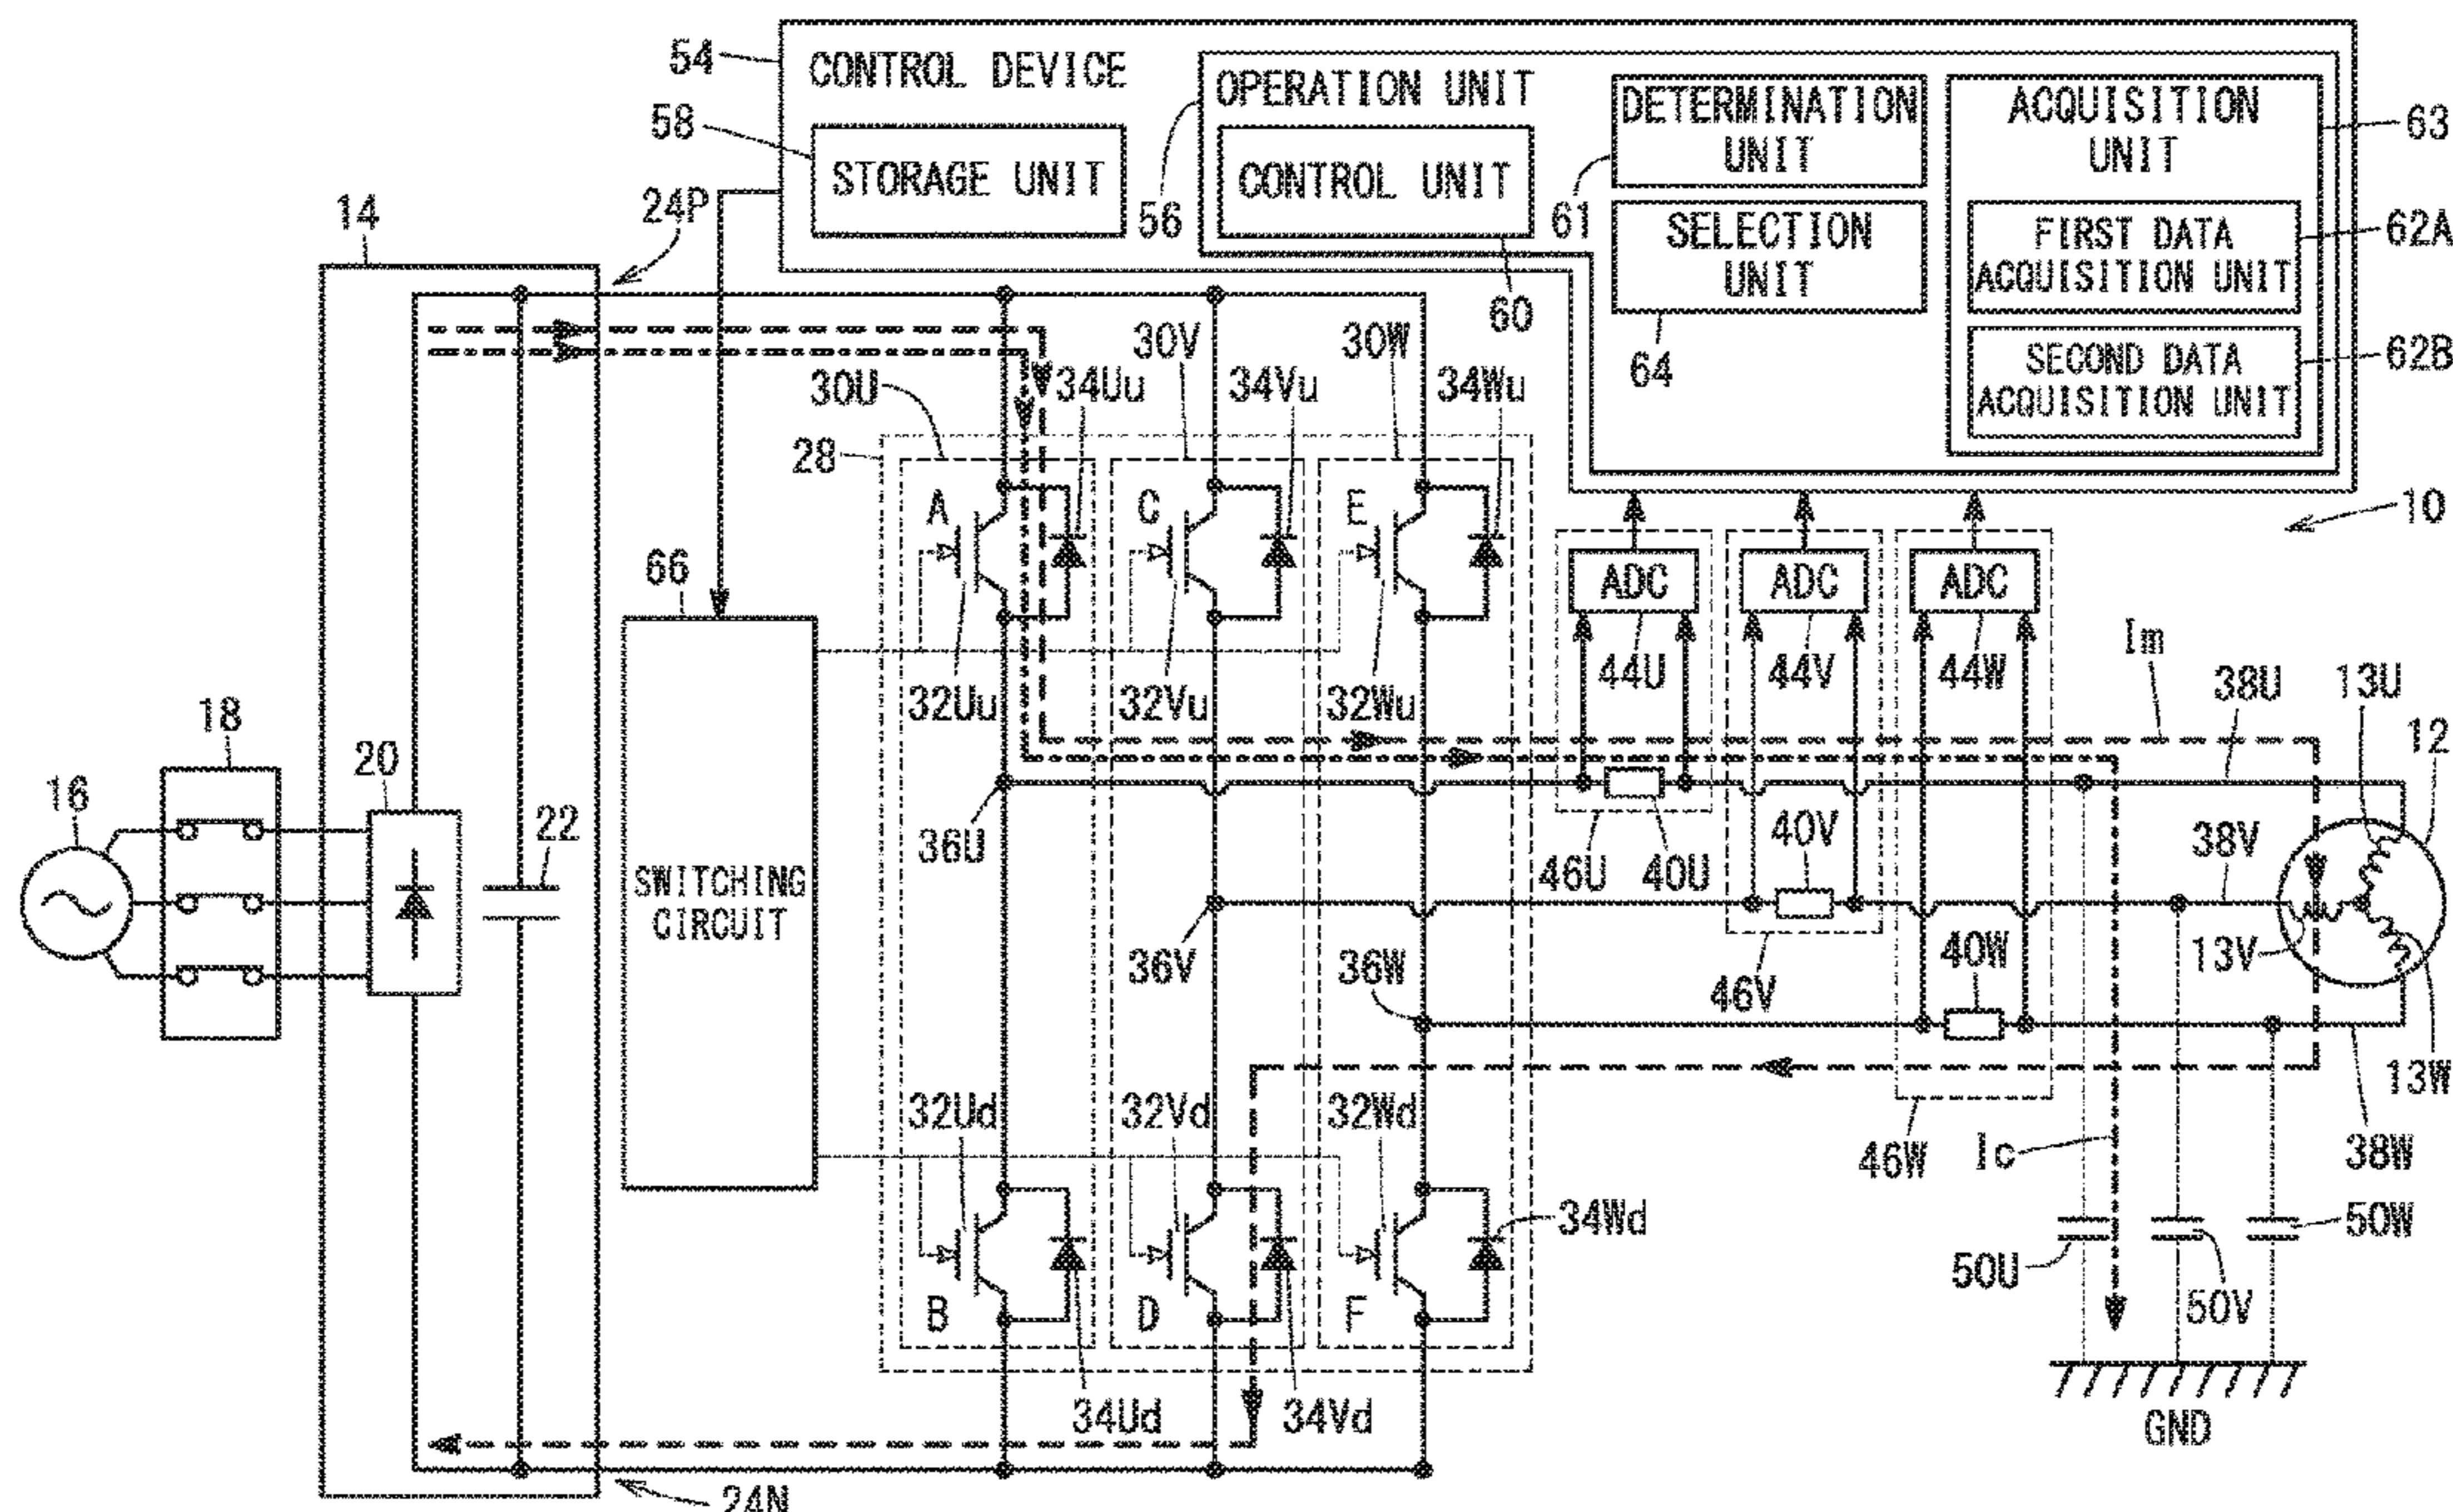 54
CONTROL DEVICE
58
STORAGE UNIT
OPERATION UNIT
56
CONTROL UNIT
60
DETERMINATION
UNIT
61
SELECTION
UNIT
64
ACQUISITION
UNIT
63
FIRST DATA
ACQUISITION UNIT
62A
SECOND DATA
ACQUISITION UNIT
62B
10
14
24P
30U
34Uu
30V
34Vu
30W
34Wu
28
A
C
E
66
32Uu
32Vu
32Wu
ADC
ADC
ADC
44U
44V
44W
Im
38U
13U
12
18
20
16
22
36U
SWITCHING
CIRCUIT
46U
40U
40V
38V
36V
36W
46V
40W
13V
13W
32Ud
32Vd
32Wd
46W
Ic
38W
34Wd
50W
50U
50V
B
D
F
34Ud
34Vd
GND
24N